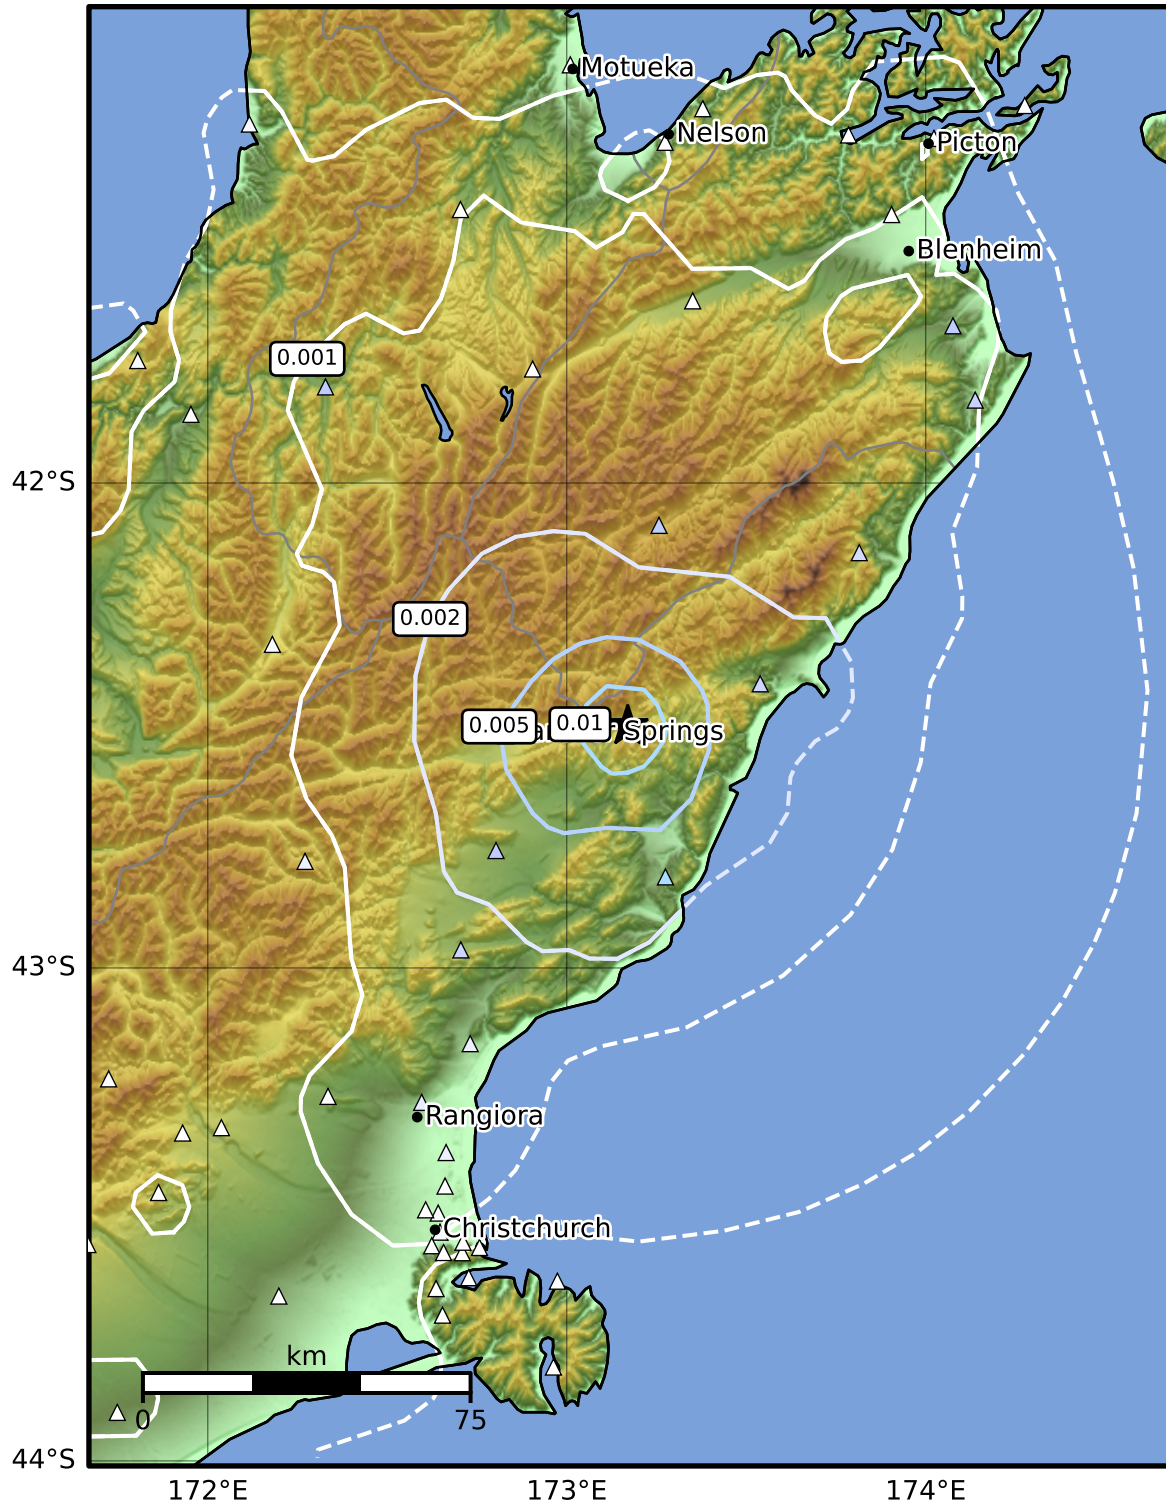 Motueka
Nelson
Picton
Blenheim
0.001
42°S
0.002
0.005
0.01
Springs
43°S
Rangiora
Christchurch
km
0
75
44°S
172°E
173°E
174°E